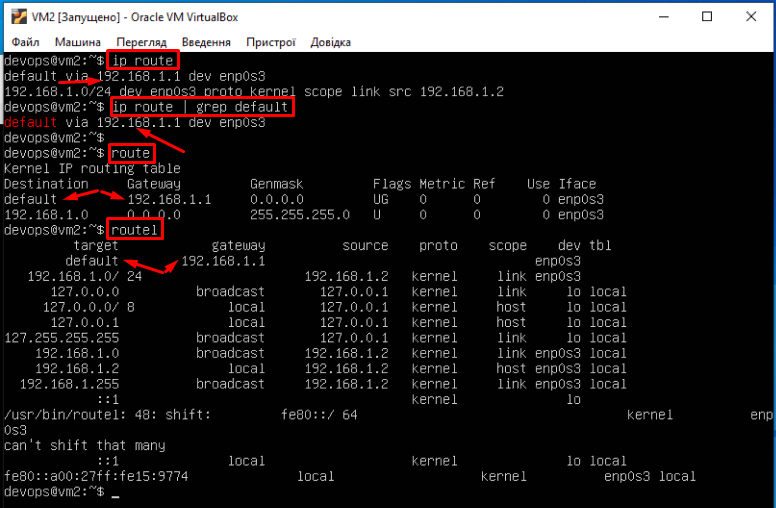 VM2 [Запущено] - Oracle VM VirtualBox
Файл Машина Перегляд Введення Пристрої Довідка
devops@vm2:~$ ip route
default via 192.168.1.1 dev enp0s3
192.168.1.0/24 dev enp0s3 proto kernel scope link src 192.168.1.2
devops@vm2:~$ ip route | grep default
default via 192.168.1.1 dev enp0s3
devops@vm2:~$
devops@vm2:~$ route
Kernel IP routing table
Destination Gateway Genmask Flags Metric Ref Use Iface
default 192.168.1.1 0.0.0.0 UG 0 0 0 enp0s3
192.168.1.0 0.0.0.0 255.255.255.0 U 0 0 0 enp0s3
devops@vm2:~$ routel
target gateway source proto scope dev tbl
default 192.168.1.1 enp0s3
192.168.1.0/ 24 192.168.1.2 kernel link enp0s3
127.0.0.0 broadcast 127.0.0.1 kernel link lo local
127.0.0.0/ 8 local 127.0.0.1 kernel host lo local
127.0.0.1 local 127.0.0.1 kernel host lo local
127.255.255.255 broadcast 127.0.0.1 kernel link lo local
192.168.1.0 broadcast 192.168.1.2 kernel link enp0s3 local
192.168.1.2 local 192.168.1.2 kernel host enp0s3 local
192.168.1.255 broadcast 192.168.1.2 kernel link enp0s3 local
::1 kernel lo
/usr/bin/routel: 48: shift: fe80::/ 64 kernel enp
0s3
can't shift that many
::1 local kernel lo local
fe80::a00:27ff:fe15:9774 local kernel enp0s3 local
devops@vm2:~$ _